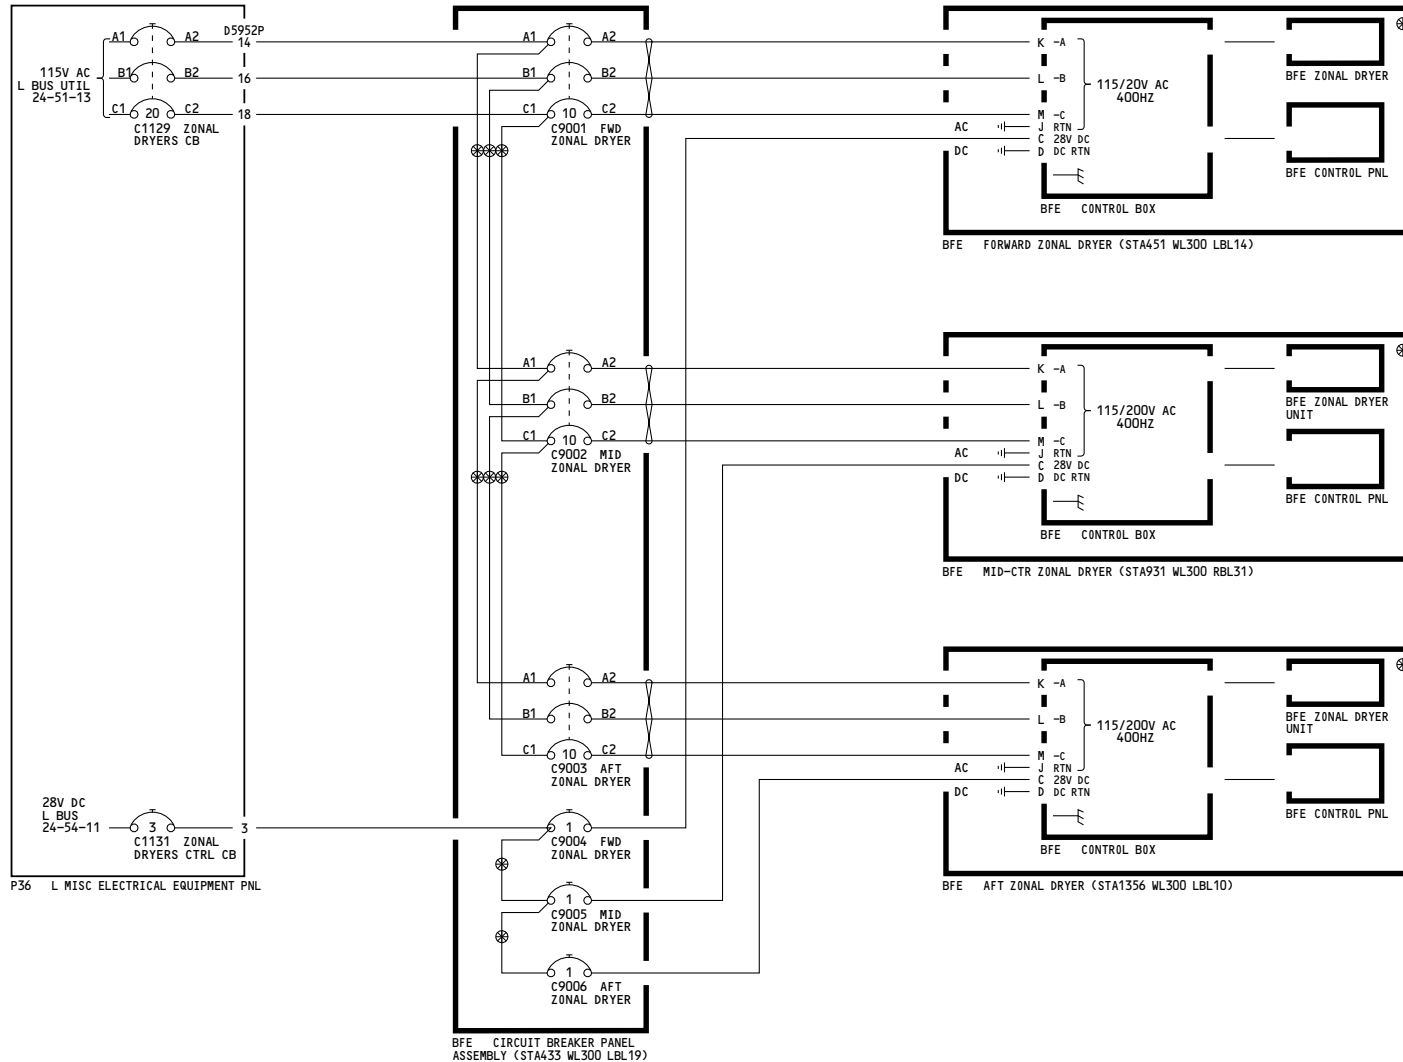 D5952P
A1 A2 14
115V AC
L BUS UTIL
24-51-13
B1 B2 16
C1 20 C2 18
C1129 ZONAL
DRYERS CB
28V DC
L BUS
24-54-11
3 3
C1131 ZONAL
DRYERS CTRL CB
P36 L MISC ELECTRICAL EQUIPMENT PNL
A1 A2
B1 B2
C1 10 C2
C9001 FWD
ZONAL DRYER
A1 A2
B1 B2
C1 10 C2
C9002 MID
ZONAL DRYER
A1 A2
B1 B2
C1 10 C2
C9003 AFT
ZONAL DRYER
1
C9004 FWD
ZONAL DRYER
1
C9005 MID
ZONAL DRYER
1
C9006 AFT
ZONAL DRYER
BFE CIRCUIT BREAKER PANEL
ASSEMBLY (STA433 WL300 LBL19)
K -A
L -B
115/20V AC
400HZ
M -C
AC J RTN
C 28V DC
DC D DC RTN
BFE CONTROL BOX
BFE ZONAL DRYER
BFE CONTROL PNL
BFE FORWARD ZONAL DRYER (STA451 WL300 LBL14)
K -A
L -B
115/200V AC
400HZ
M -C
AC J RTN
C 28V DC
DC D DC RTN
BFE CONTROL BOX
BFE ZONAL DRYER
UNIT
BFE CONTROL PNL
BFE MID-CTR ZONAL DRYER (STA931 WL300 RBL31)
K -A
L -B
115/200V AC
400HZ
M -C
AC J RTN
C 28V DC
DC D DC RTN
BFE CONTROL BOX
BFE ZONAL DRYER
UNIT
BFE CONTROL PNL
BFE AFT ZONAL DRYER (STA1356 WL300 LBL10)